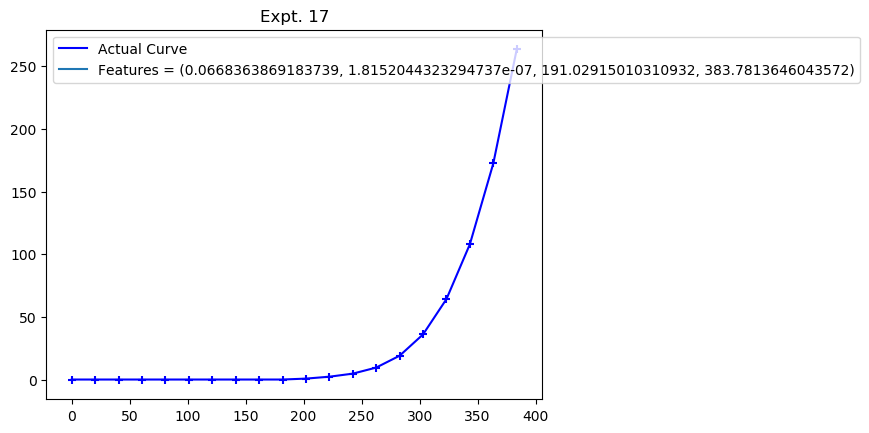 Expt. 17
Actual Curve
Features = (0.0668363869183739, 1.8152044323294737e-07, 191.02915010310932, 383.7813646043572)
250
200
150
100
50
0
0 50 100 150 200 250 300 350 400